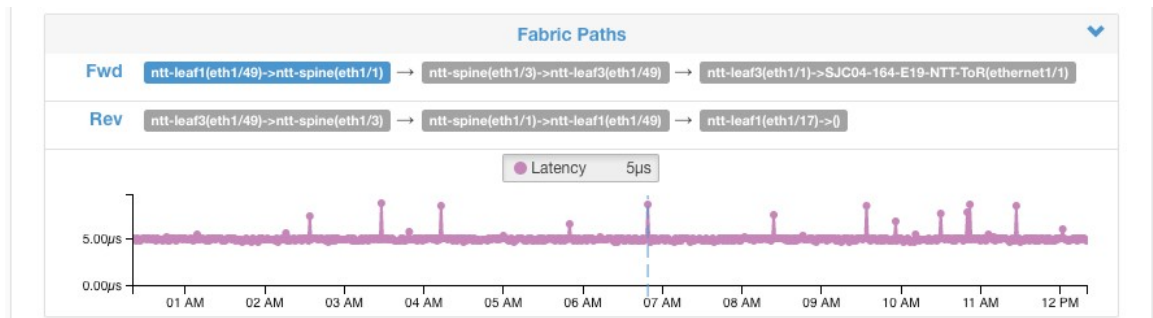 Fabric Paths
Fwd ntt-leaf1(eth1/49)->ntt-spine(eth1/1) → ntt-spine(eth1/3)->ntt-leaf3(eth1/49) → ntt-leaf3(eth1/1)->SJC04-164-E19-NTT-ToR(ethernet1/1)
Rev ntt-leaf3(eth1/49)->ntt-spine(eth1/3) → ntt-spine(eth1/1)->ntt-leaf1(eth1/49) → ntt-leaf1(eth1/17)->()
Latency 5µs
5.00µs
0.00µs
01 AM 02 AM 03 AM 04 AM 05 AM 06 AM 07 AM 08 AM 09 AM 10 AM 11 AM 12 PM